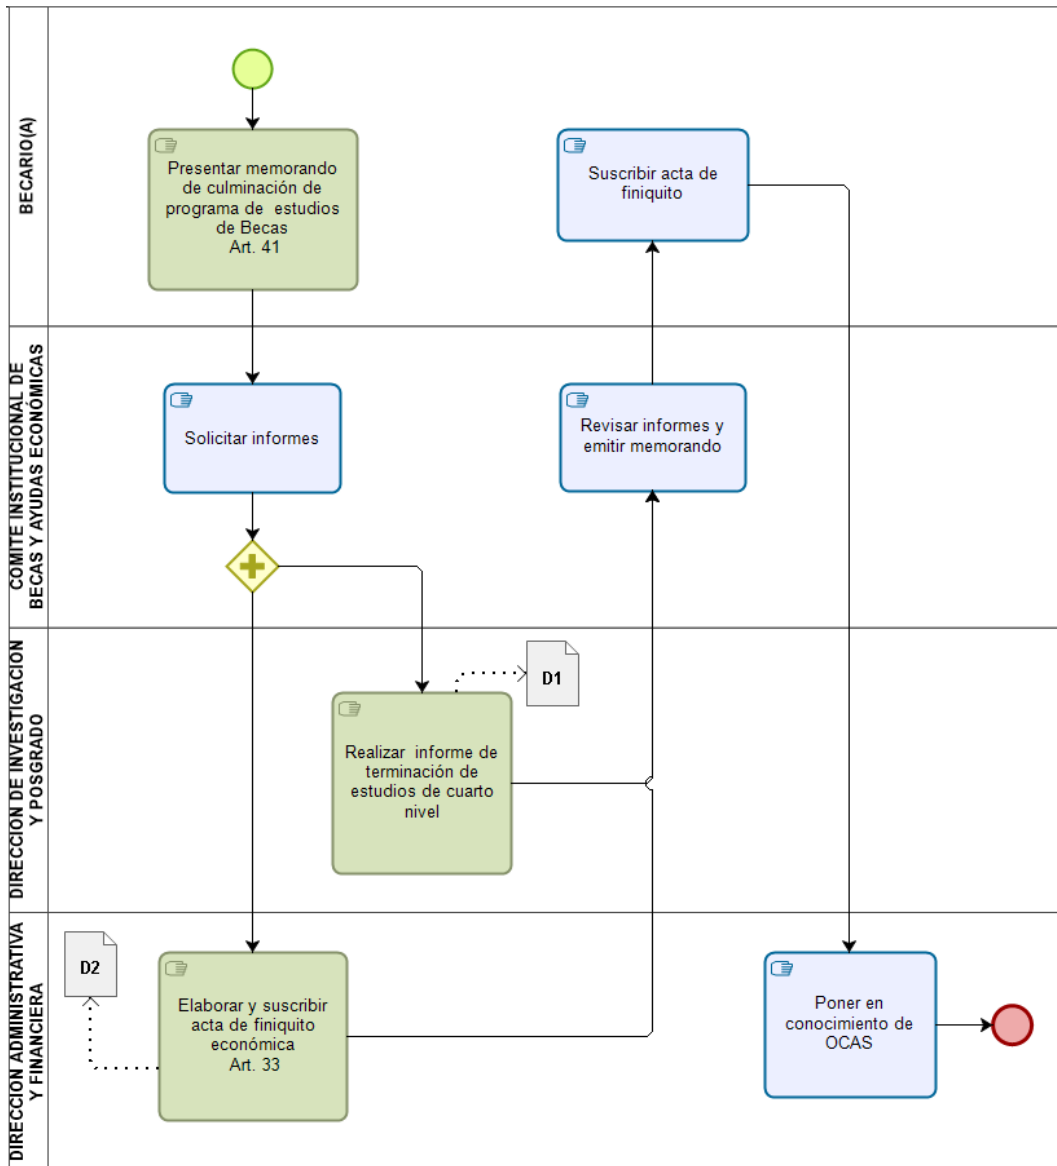 BECARIO(A)
Presentar memorando
de culminación de
programa de estudios
de Becas
Art. 41
Suscribir acta de
finiquito
COMITE INSTITUCIONAL DE
BECAS Y AYUDAS ECONÓMICAS
Solicitar informes
Revisar informes y
emitir memorando
DIRECCION DE INVESTIGACION
Y POSGRADO
D1
Realizar informe de
terminación de
estudios de cuarto
nivel
DIRECCION ADMINISTRATIVA
Y FINANCIERA
D2
Elaborar y suscribir
acta de finiquito
económica
Art. 33
Poner en
conocimiento de
OCAS